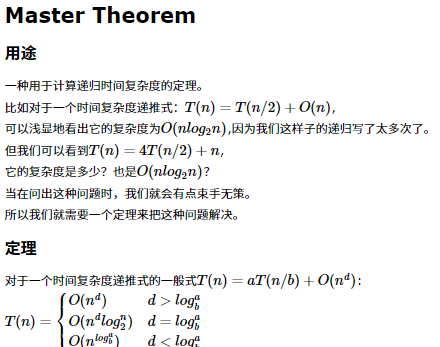 Master Theorem
用途
一种用于计算递归时间复杂度的定理。
比如对于一个时间复杂度递推式：T(n) = T(n/2) + O(n)，
可以浅显地看出它的复杂度为O(nlog₂n),因为我们这样子的递归写了太多次了。
但我们可以看到T(n) = 4T(n/2) + n，
它的复杂度是多少？也是O(nlog₂n)？
当在问出这种问题时，我们就会有点束手无策。
所以我们就需要一个定理来把这种问题解决。
定理
对于一个时间复杂度递推式的一般式T(n) = aT(n/b) + O(n^d)：
T(n) = { O(n^d) d > log_b^a
O(n^d log_2^n) d = log_b^a
O(n^{log_b^a}) d < log_b^a